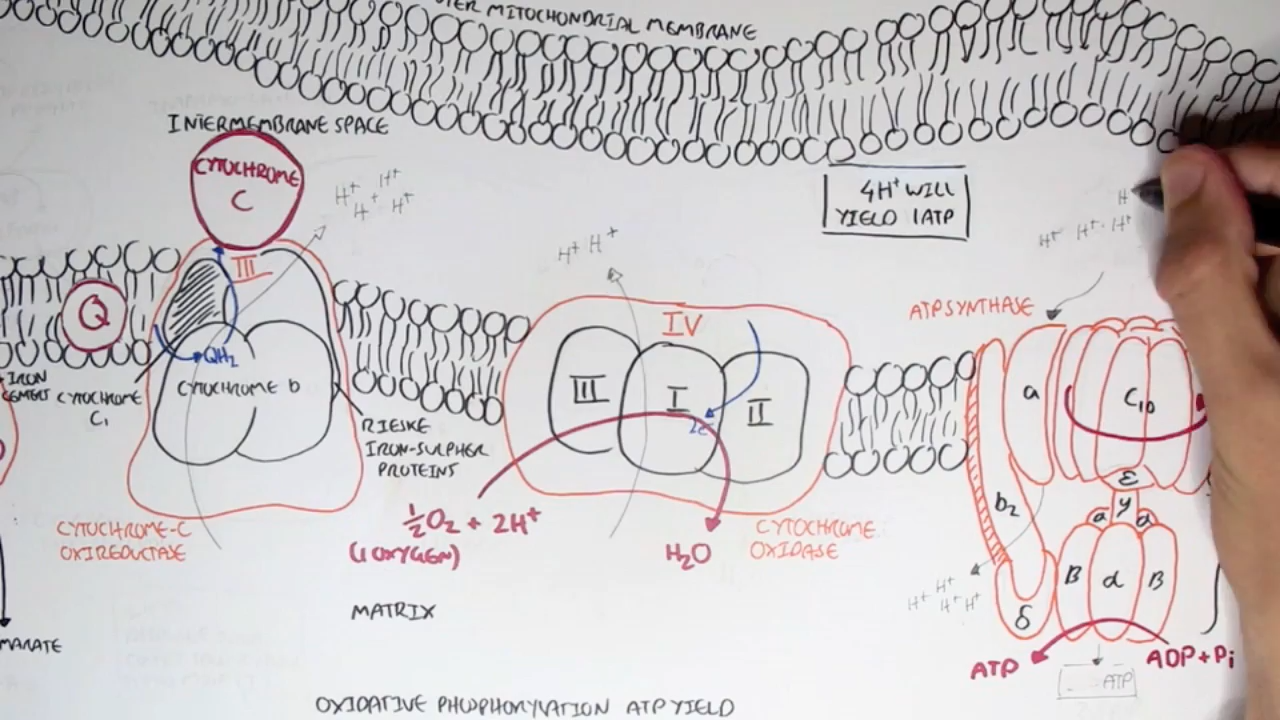 OUTER MITOCHONDRIAL MEMBRANE
INTERMEMBRANE SPACE
CYTOCHROME
C
H+ H+
H+ H+
4H+ WILL
YIELD 1ATP
H
H+ H+ H+
H+ H+
III
Q
QH2
IRON
CYTOCHROME
C1
CYTOCHROME b
RIESKE
IRON-SULPHER
PROTEINS
IV
III
I
II
2e
ATP SYNTHASE
a
C10
ε
γ
a
b2
B
α
B
δ
H+ H+
H+ H+ H+
CYTOCHROME-C
OXIREDUCTASE
½O2 + 2H+
(1 OXYGEN)
H2O
CYTOCHROME
OXIDASE
MATRIX
ATP
ADP+Pi
ATP
OXIDATIVE PHOSPHORYLATION ATP YIELD